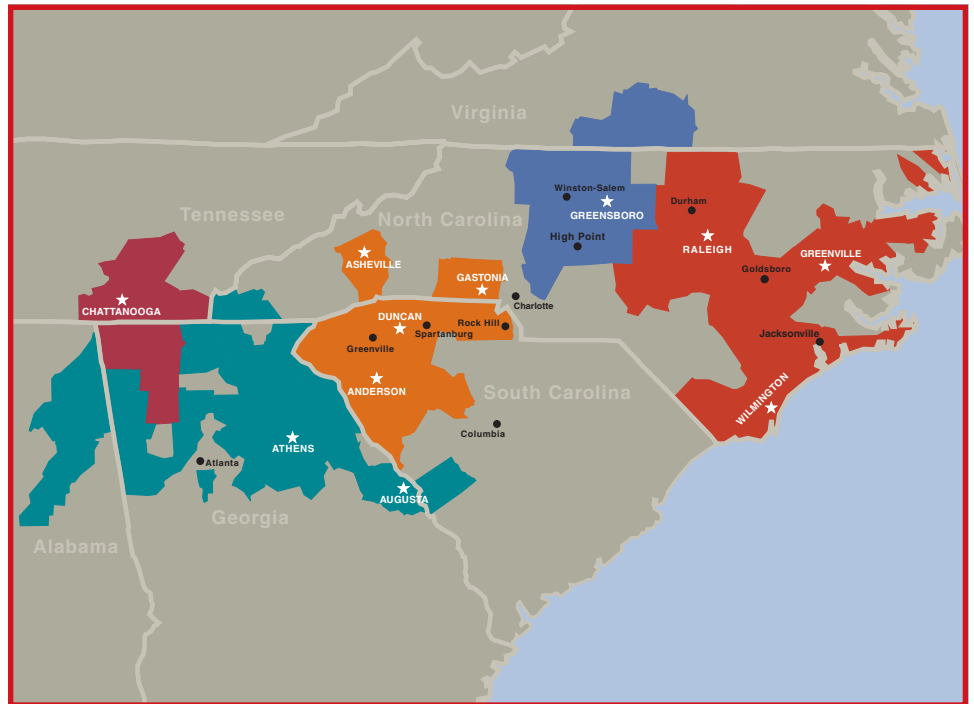 Virginia
Winston-Salem
GREENSBORO
Durham
Tennessee
North Carolina
High Point
RALEIGH
GREENVILLE
ASHEVILLE
Goldsboro
GASTONIA
CHATTANOOGA
Charlotte
DUNCAN
Rock Hill
Spartanburg
Jacksonville
Greenville
ANDERSON
South Carolina
WILMINGTON
Columbia
ATHENS
Atlanta
AUGUSTA
Georgia
Alabama